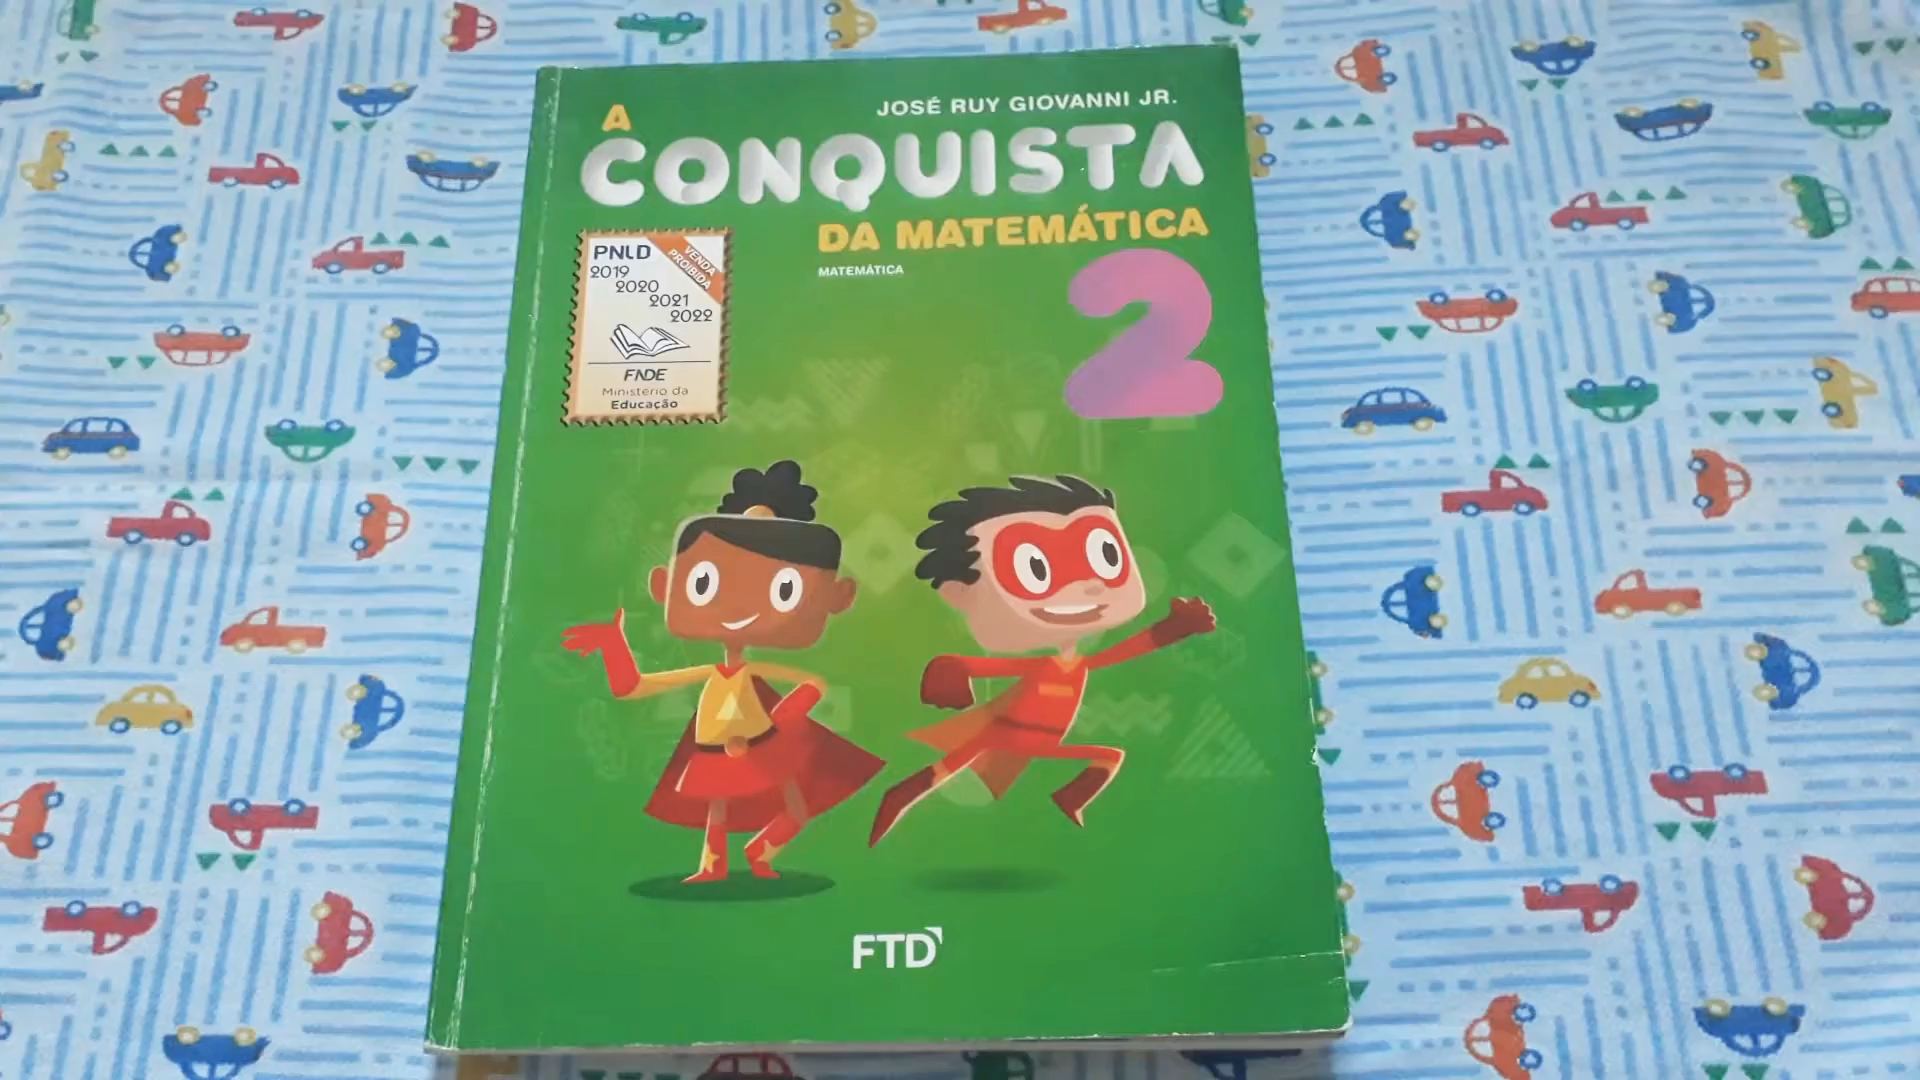 JOSÉ RUY GIOVANNI JR.
A
CONQUISTA
DA MATEMÁTICA
MATEMÁTICA
2
PNLD
VENDA
PROIBIDA
2019
2020
2021
2022
FNDE
Ministério da
Educação
FTD